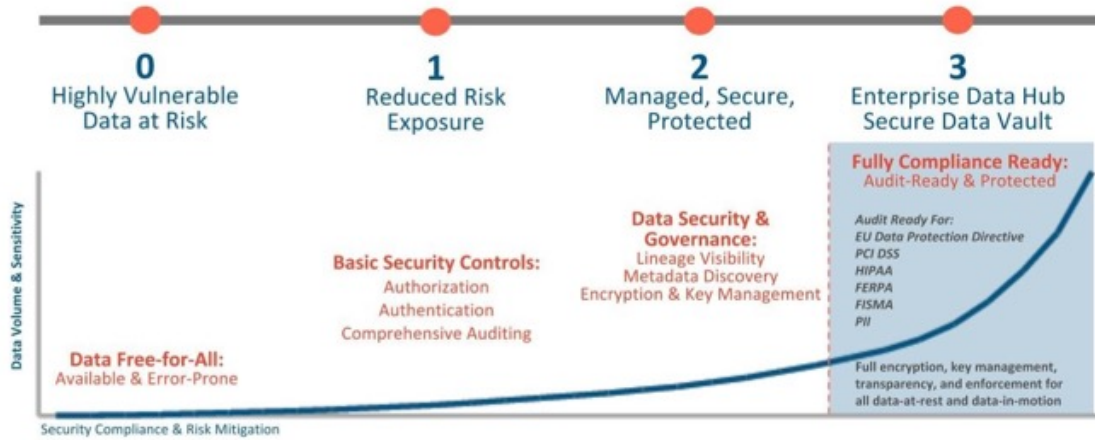 0
Highly Vulnerable
Data at Risk
1
Reduced Risk
Exposure
2
Managed, Secure,
Protected
3
Enterprise Data Hub
Secure Data Vault
Data Volume & Sensitivity
Data Free-for-All:
Available & Error-Prone
Basic Security Controls:
Authorization
Authentication
Comprehensive Auditing
Data Security &
Governance:
Lineage Visibility
Metadata Discovery
Encryption & Key Management
Fully Compliance Ready:
Audit-Ready & Protected
Audit Ready For:
EU Data Protection Directive
PCI DSS
HIPAA
FERPA
FISMA
PII
Full encryption, key management,
transparency, and enforcement for
all data-at-rest and data-in-motion
Security Compliance & Risk Mitigation